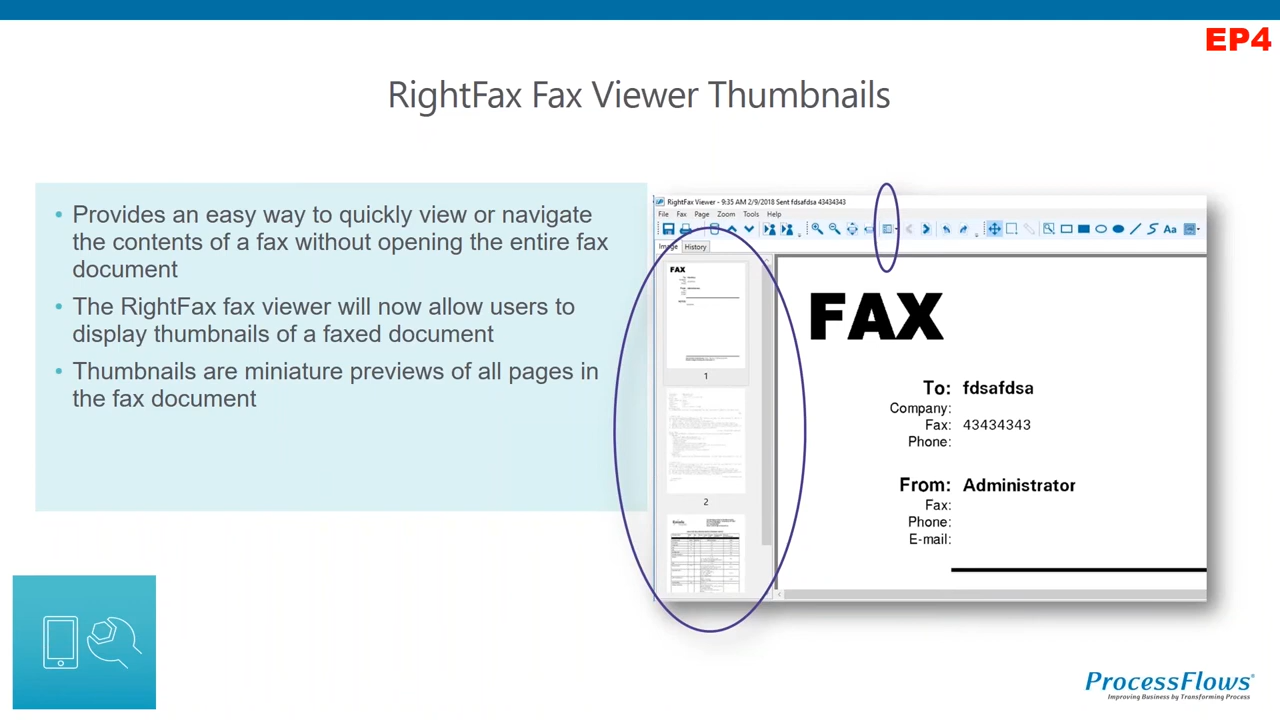 EP4
RightFax Fax Viewer Thumbnails
• Provides an easy way to quickly view or navigate
the contents of a fax without opening the entire fax
document
• The RightFax fax viewer will now allow users to
display thumbnails of a faxed document
• Thumbnails are miniature previews of all pages in
the fax document
RightFax Viewer - 9:35 AM 2/9/2018 Sent fdsafdsa 43434343
File Fax Page Zoom Tools Help
Aa
Image History
FAX
1
2
FAX
To: fdsafdsa
Company:
Fax: 43434343
Phone:
From: Administrator
Fax:
Phone:
E-mail:
ProcessFlows
Improving Business by Transforming Process